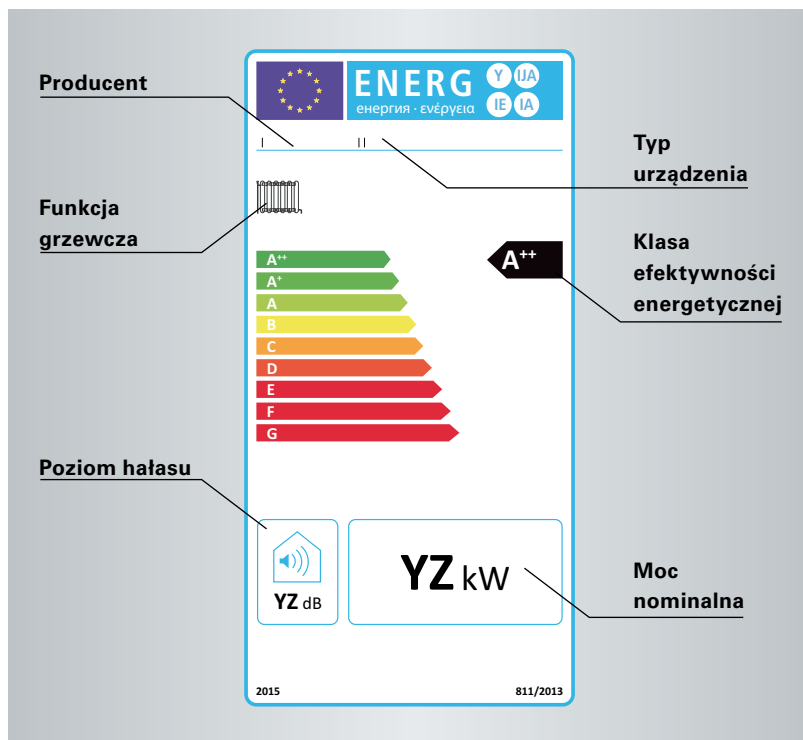 Producent
ENERG Y IJA
енергия · ενέργεια IE IA
I II
Typ
urządzenia
Funkcja
grzewcza
A++
A+
A
B
C
D
E
F
G
A++
Klasa
efektywności
energetycznej
Poziom hałasu
YZ dB
YZ kW
Moc
nominalna
2015 811/2013